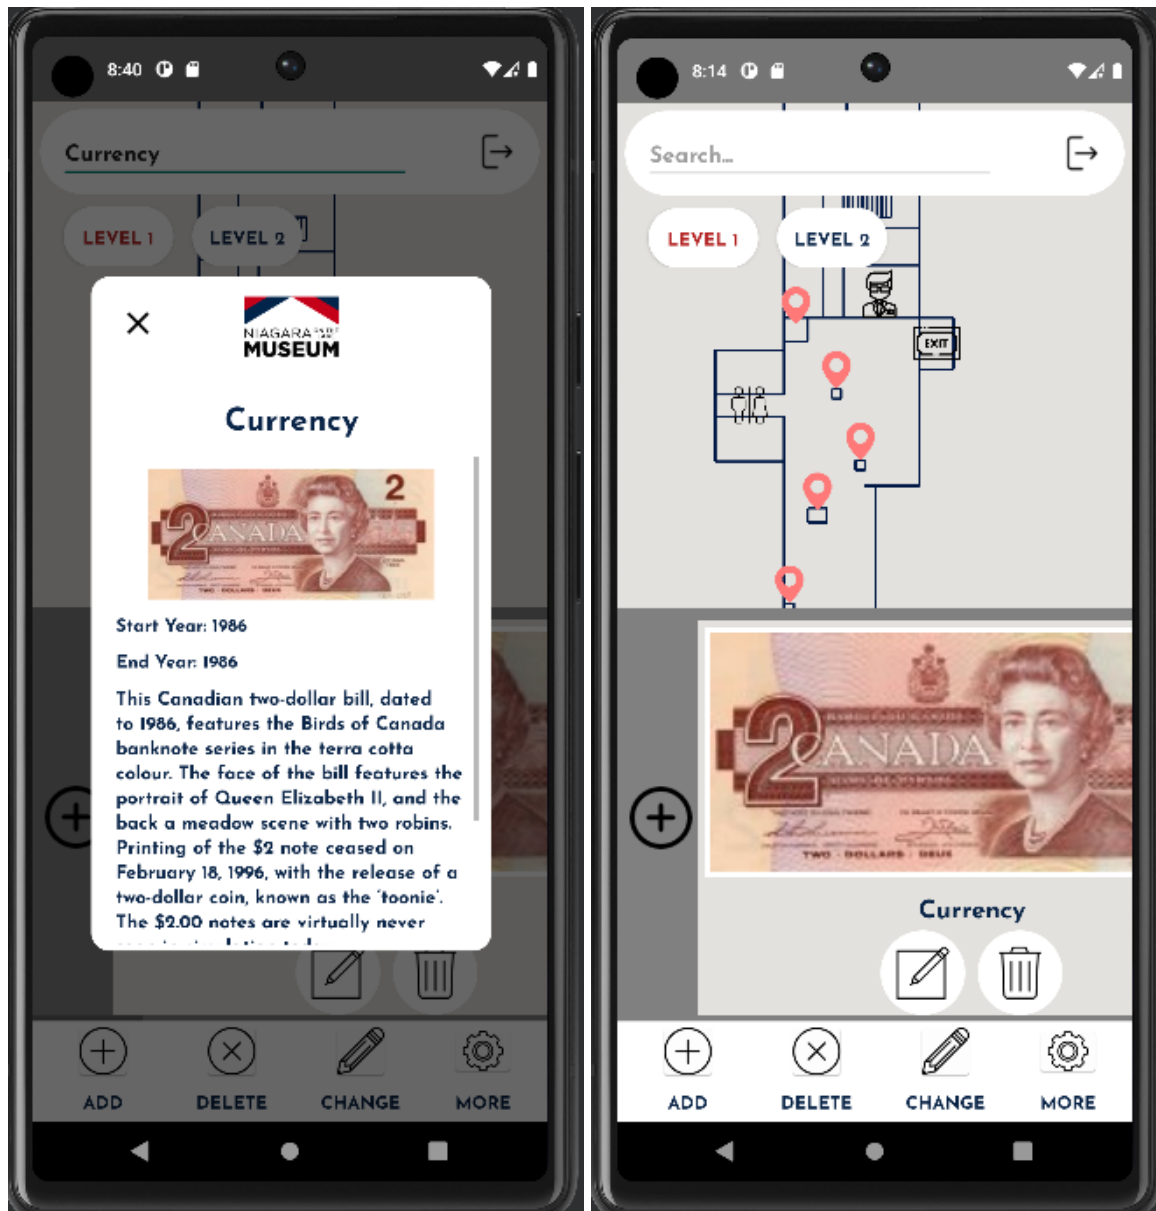 8:40
Currency
LEVEL 1
LEVEL 2
NIAGARA
MUSEUM
Currency
2
2
CANADA
TWO · DOLLARS · DEUX
Start Year: 1986
End Year: 1986
This Canadian two-dollar bill, dated
to 1986, features the Birds of Canada
banknote series in the terra cotta
colour. The face of the bill features the
portrait of Queen Elizabeth II, and the
back a meadow scene with two robins.
Printing of the $2 note ceased on
February 18, 1996, with the release of a
two-dollar coin, known as the 'toonie'.
The $2.00 notes are virtually never
ADD
DELETE
CHANGE
MORE
8:14
Search...
LEVEL 1
LEVEL 2
EXIT
2
CANADA
TWO · DOLLARS · DEUX
Currency
ADD
DELETE
CHANGE
MORE